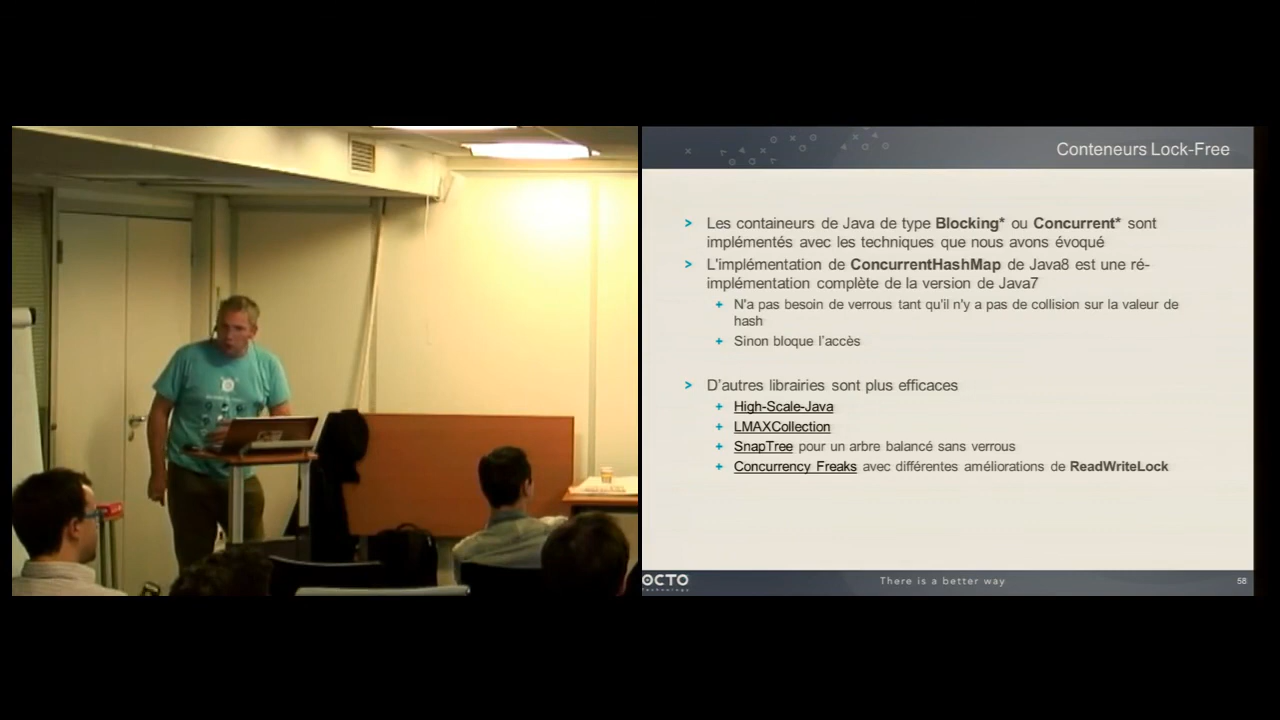 Conteneurs Lock-Free
> Les containeurs de Java de type Blocking* ou Concurrent* sont
implémentés avec les techniques que nous avons évoqué
> L'implémentation de ConcurrentHashMap de Java8 est une ré-
implémentation complète de la version de Java7
+ N'a pas besoin de verrous tant qu'il n'y a pas de collision sur la valeur de
hash
+ Sinon bloque l'accès
> D'autres librairies sont plus efficaces
+ High-Scale-Java
+ LMAXCollection
+ SnapTree pour un arbre balancé sans verrous
+ Concurrency Freaks avec différentes améliorations de ReadWriteLock
OCTO
Technology
There is a better way
58